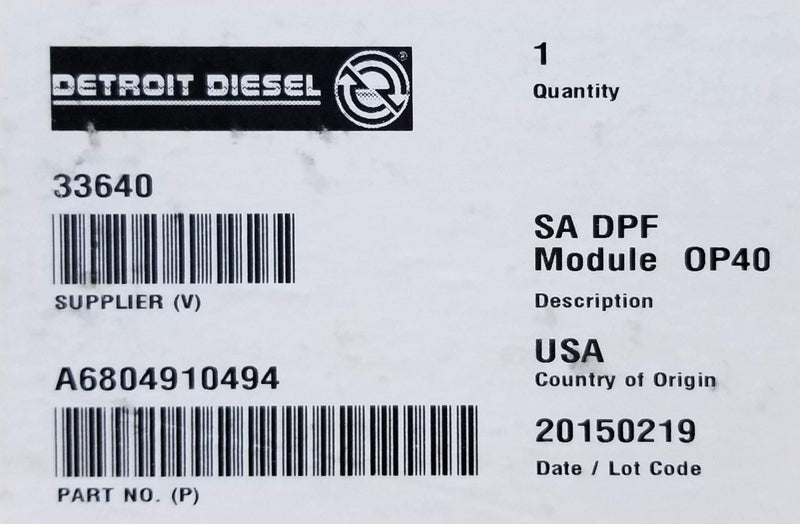 DETROIT DIESEL ®
1
Quantity
33640
SUPPLIER (V)
SA DPF
Module OP40
Description
USA
Country of Origin
A6804910494
PART NO. (P)
20150219
Date / Lot Code